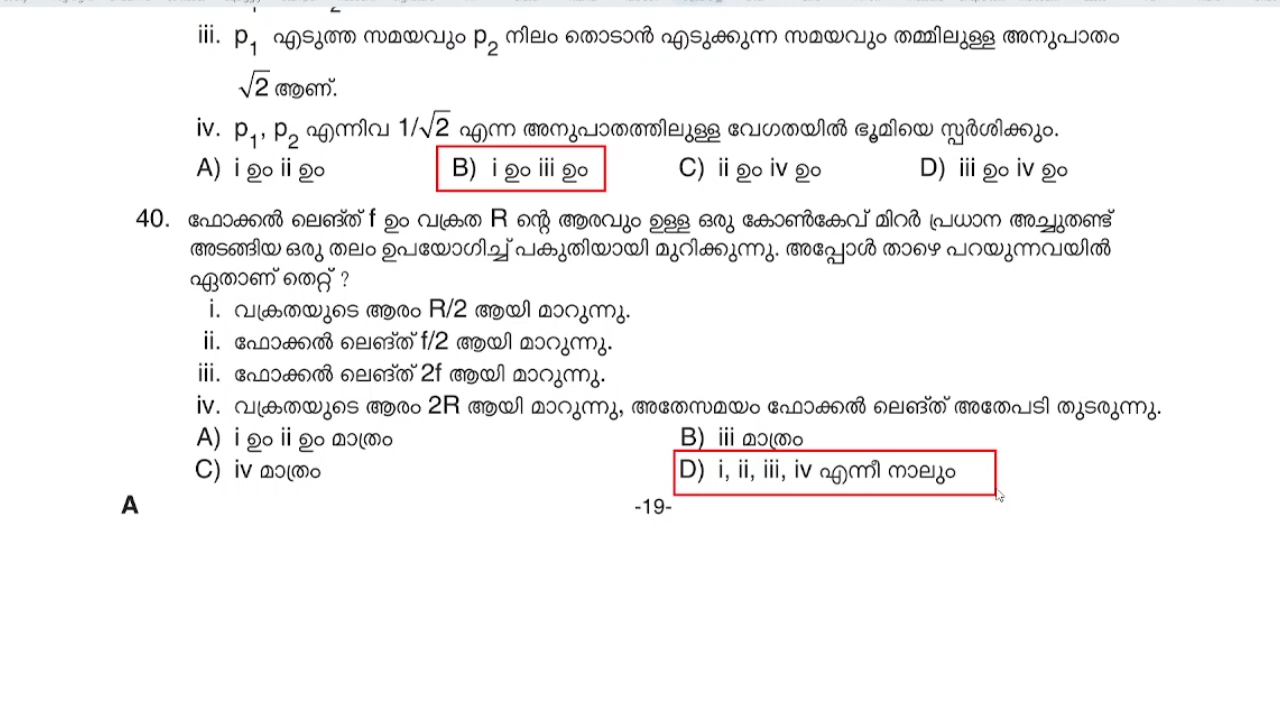 iii. p1 എടുത്ത സമയവും p2 നിലം തൊടാൻ എടുക്കുന്ന സമയവും തമ്മിലുള്ള അനുപാതം
√2 ആണ്.
iv. p1, p2 എന്നിവ 1/√2 എന്ന അനുപാതത്തിലുള്ള വേഗതയിൽ ഭൂമിയെ സ്പർശിക്കും.
A) i ഉം ii ഉം B) i ഉം iii ഉം C) ii ഉം iv ഉം D) iii ഉം iv ഉം
40. ഫോക്കൽ ലെങ്ത് f ഉം വക്രത R ന്റെ ആരവും ഉള്ള ഒരു കോൺകേവ് മിറർ പ്രധാന അച്ചുതണ്ട്
അടങ്ങിയ ഒരു തലം ഉപയോഗിച്ച് പകുതിയായി മുറിക്കുന്നു. അപ്പോൾ താഴെ പറയുന്നവയിൽ
ഏതാണ് തെറ്റ് ?
i. വക്രതയുടെ ആരം R/2 ആയി മാറുന്നു.
ii. ഫോക്കൽ ലെങ്ത് f/2 ആയി മാറുന്നു.
iii. ഫോക്കൽ ലെങ്ത് 2f ആയി മാറുന്നു.
iv. വക്രതയുടെ ആരം 2R ആയി മാറുന്നു, അതേസമയം ഫോക്കൽ ലെങ്ത് അതേപടി തുടരുന്നു.
A) i ഉം ii ഉം മാത്രം B) iii മാത്രം
C) iv മാത്രം D) i, ii, iii, iv എന്നീ നാലും
A -19-